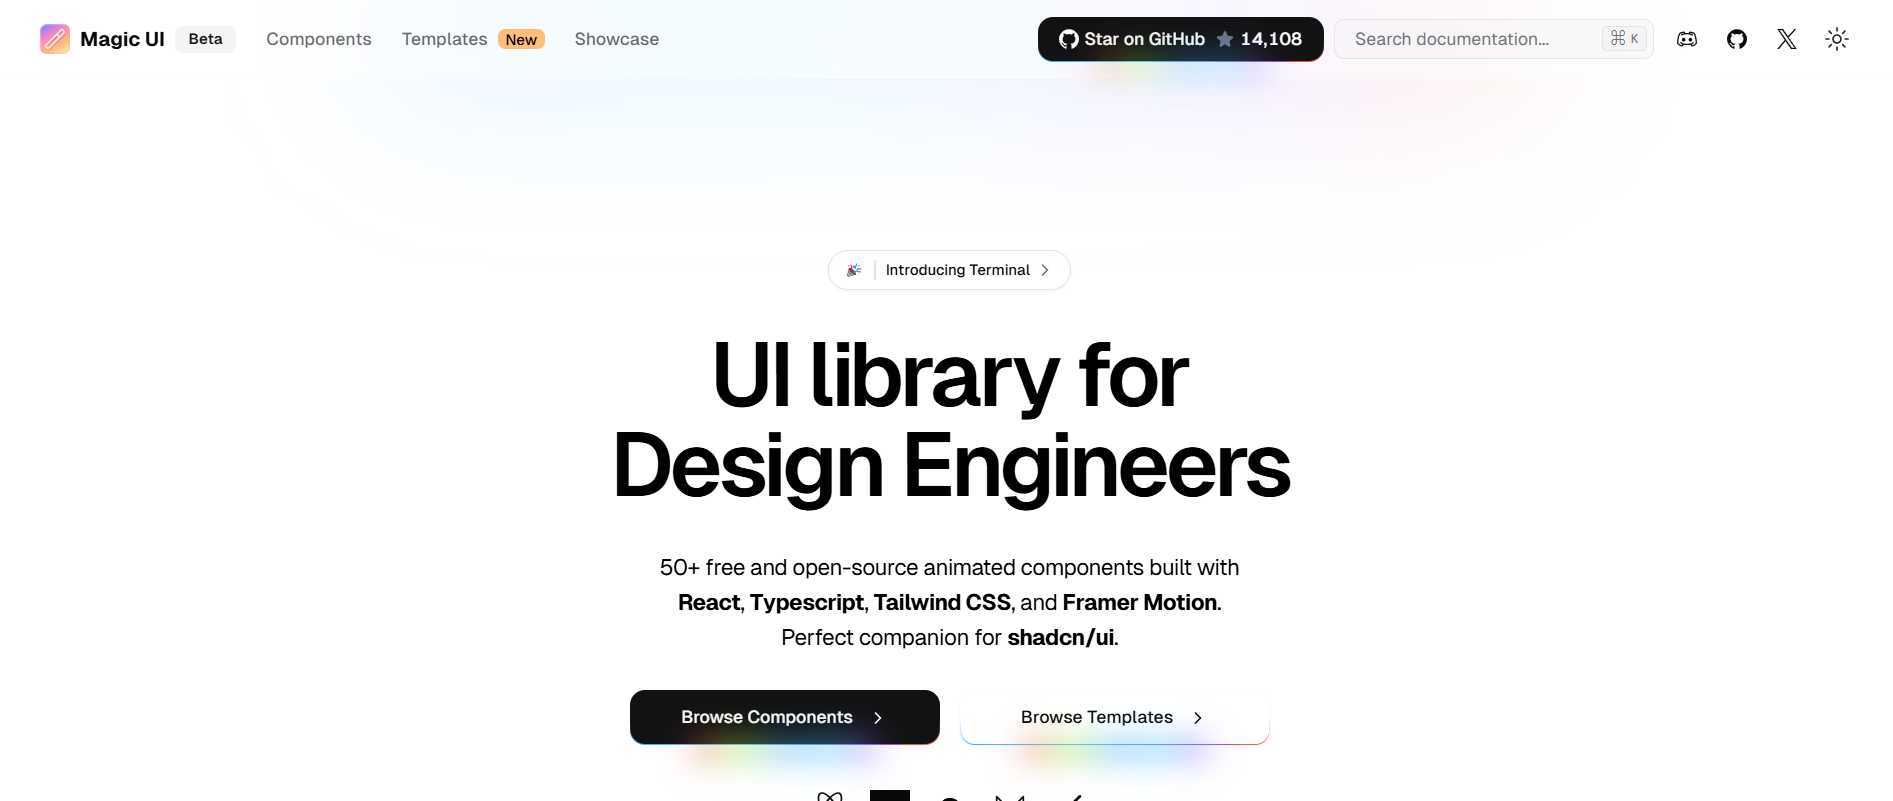 Magic UI Beta Components Templates New Showcase Star on GitHub 14,108 Search documentation... ⌘ K
Introducing Terminal
UI library for
Design Engineers
50+ free and open-source animated components built with
React, Typescript, Tailwind CSS, and Framer Motion.
Perfect companion for shadcn/ui.
Browse Components Browse Templates